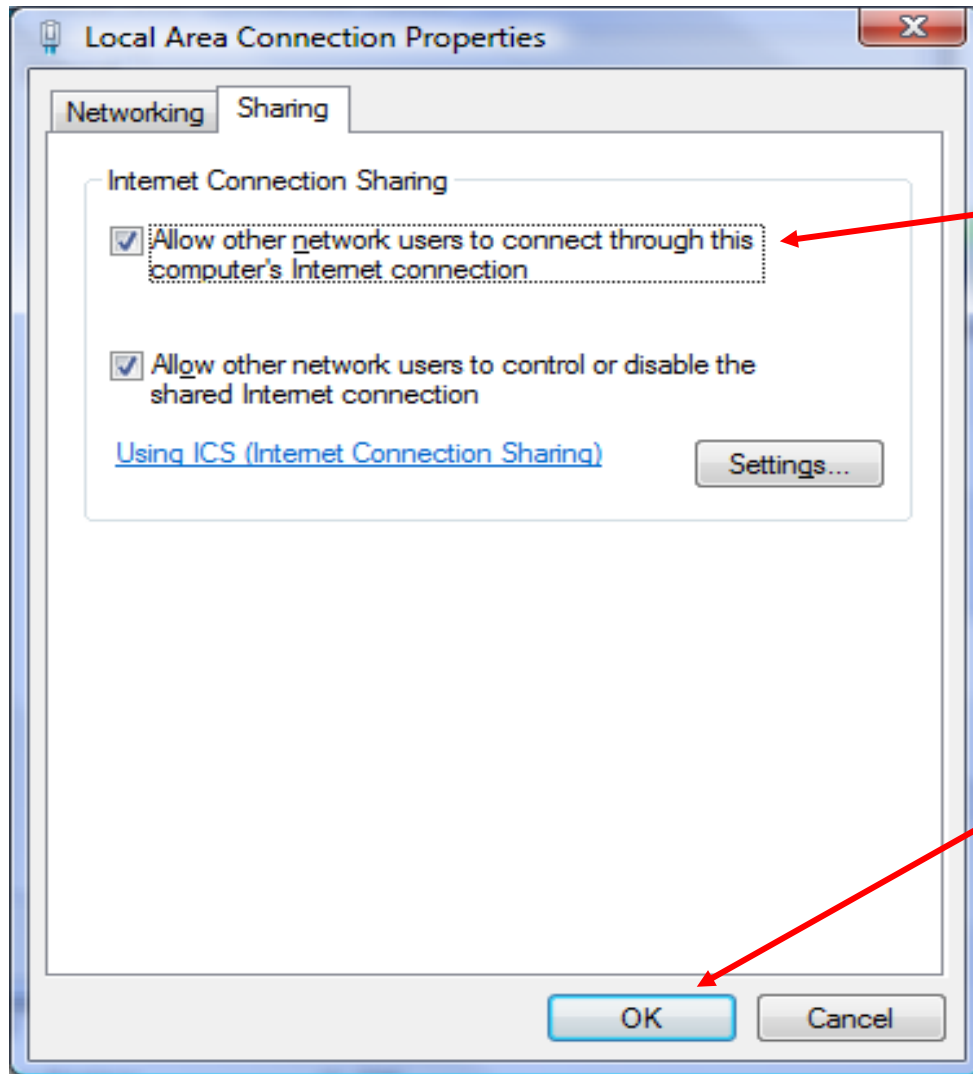 Local Area Connection Properties
Networking Sharing
Internet Connection Sharing
Allow other network users to connect through this
computer's Internet connection
Allow other network users to control or disable the
shared Internet connection
Using ICS (Internet Connection Sharing)
Settings...
OK Cancel